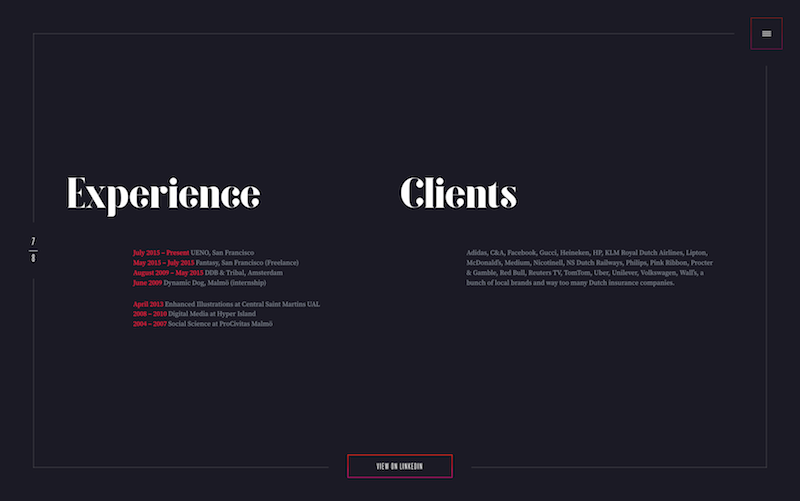 Experience
Clients
7
8
July 2015 – Present UENO, San Francisco
May 2015 – July 2015 Fantasy, San Francisco (Freelance)
August 2009 – May 2015 DDB & Tribal, Amsterdam
June 2009 Dynamic Dog, Malmö (internship)
April 2013 Enhanced Illustrations at Central Saint Martins UAL
2008 – 2010 Digital Media at Hyper Island
2004 – 2007 Social Science at ProCivitas Malmö
Adidas, C&A, Facebook, Gucci, Heineken, HP, KLM Royal Dutch Airlines, Lipton,
McDonald's, Medium, Nicotinell, NS Dutch Railways, Philips, Pink Ribbon, Procter
& Gamble, Red Bull, Reuters TV, TomTom, Uber, Unilever, Volkswagen, Wall's, a
bunch of local brands and way too many Dutch insurance companies.
VIEW ON LINKEDIN